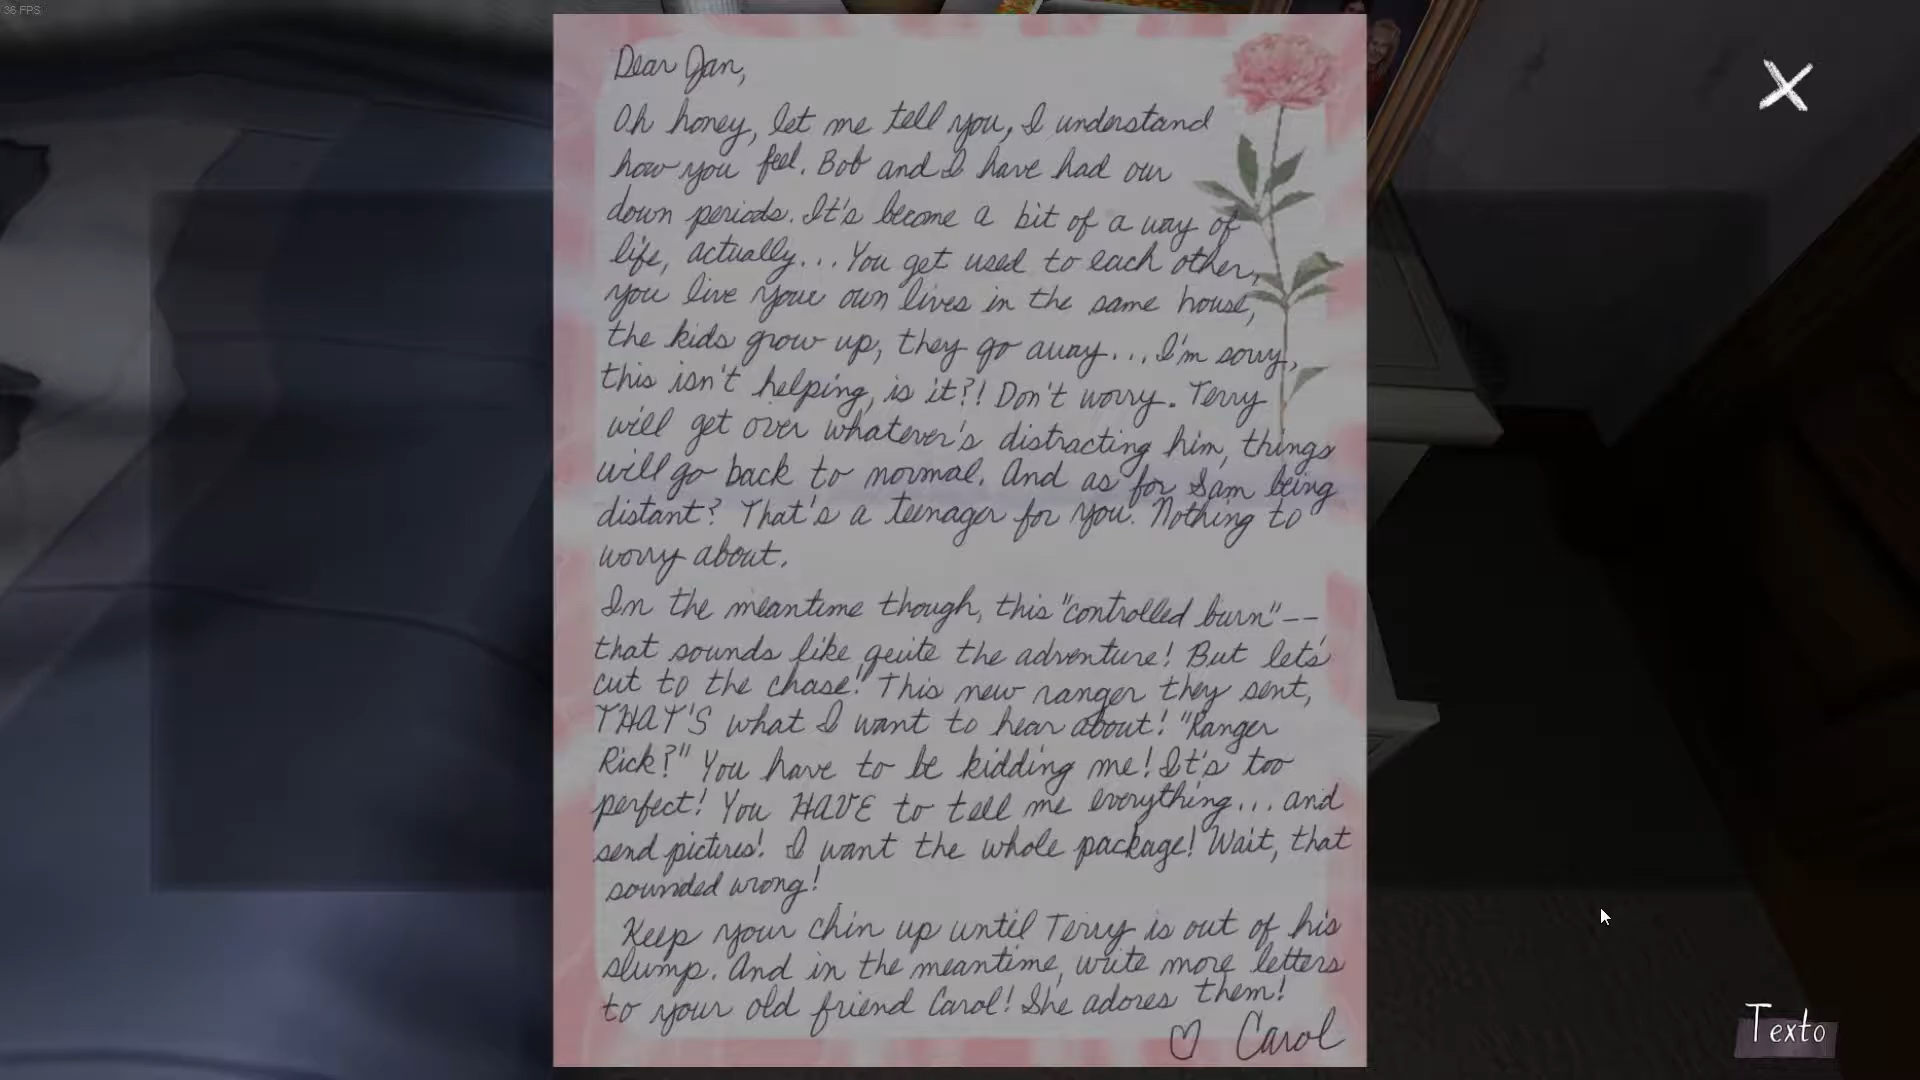 36 FPS
Dear Jan,
Oh honey, let me tell you, I understand
how you feel. Bob and I have had our
down periods. It's become a bit of a way of
life, actually... You get used to each other,
you live your own lives in the same house,
the kids grow up, they go away... I'm sorry,
this isn't helping, is it?! Don't worry. Terry
will get over whatever's distracting him, things
will go back to normal. And as for Sam being
distant? That's a teenager for you. Nothing to
worry about.
In the meantime though, this "controlled burn"--
that sounds like quite the adventure! But let's
cut to the chase! This new ranger they sent,
THAT'S what I want to hear about! "Ranger
Rick?" You have to be kidding me! It's too
perfect! You HAVE to tell me everything... and
send pictures! I want the whole package! Wait, that
sounded wrong!
Keep your chin up until Terry is out of his
slump. And in the meantime, write more letters
to your old friend Carol! She adores them!
♡ Carol
Texto